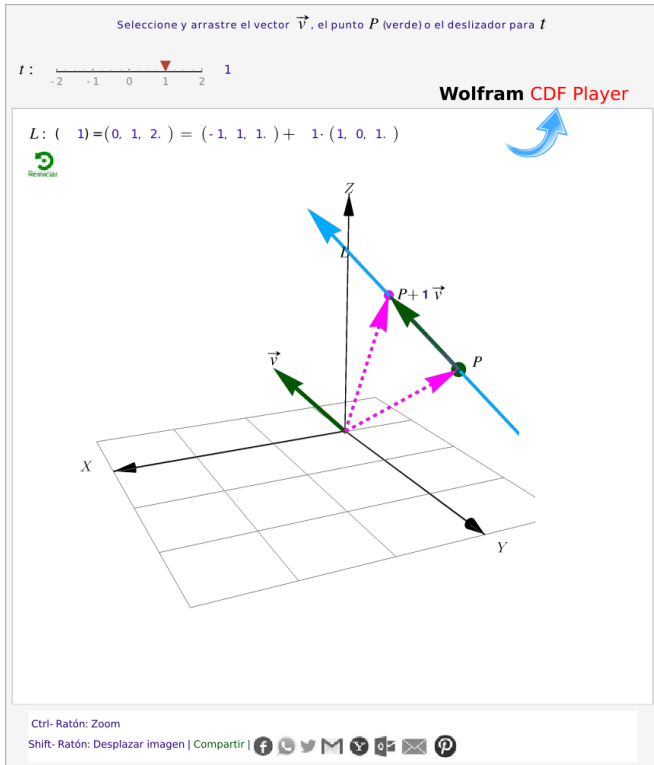 Seleccione y arrastre el vector v, el punto P (verde) o el deslizador para t
t :
-2 -1 0 1 2
1
Wolfram CDF Player
L: ( 1) =(0, 1, 2. ) = (-1, 1, 1. )+ 1· (1, 0, 1. )
Reiniciar
Z
L
P+ 1 v
P
v
X
Y
Ctrl- Ratón: Zoom
Shift- Ratón: Desplazar imagen | Compartir |